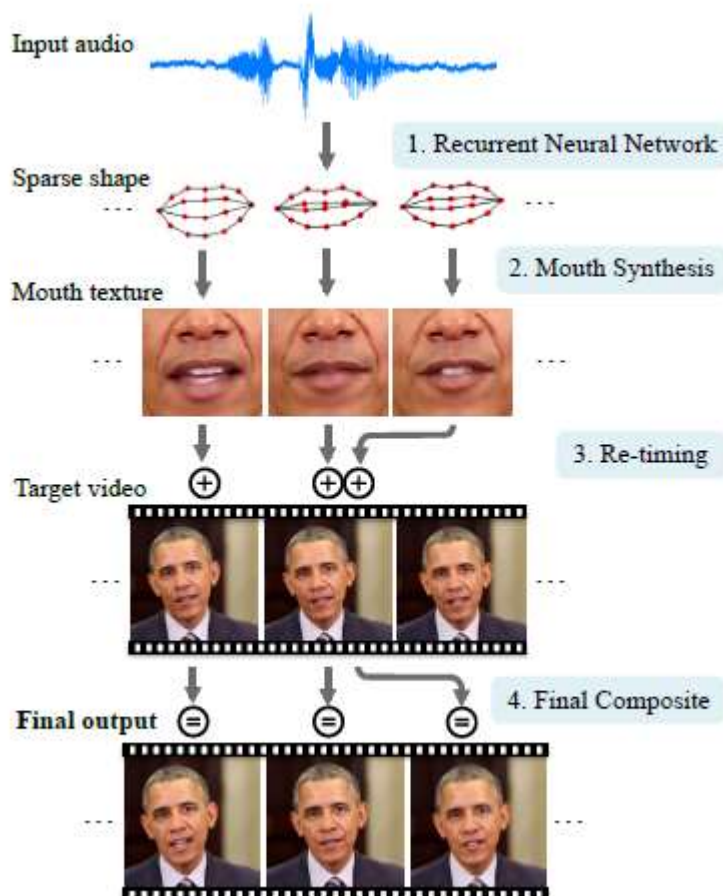 Input audio
1. Recurrent Neural Network
Sparse shape
2. Mouth Synthesis
Mouth texture
3. Re-timing
Target video
4. Final Composite
Final output